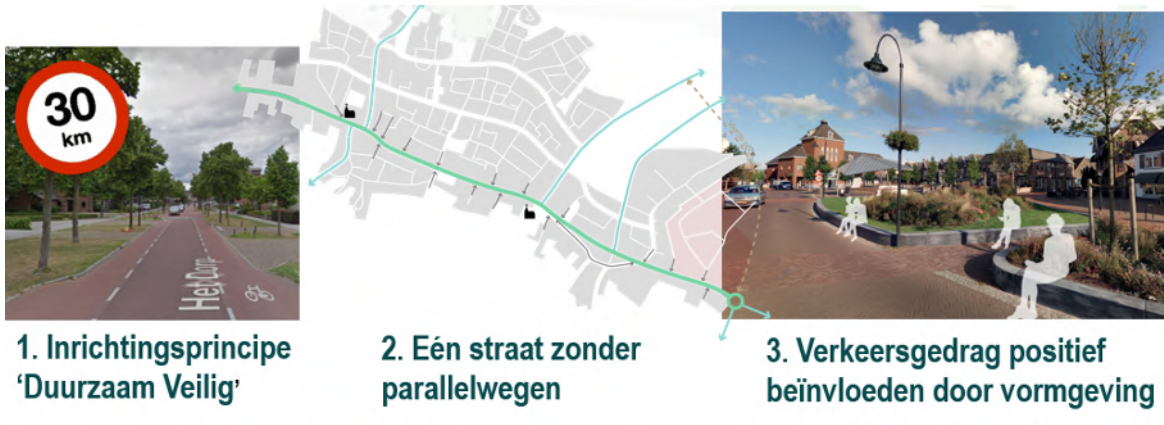 30
km
Het Dorp
1. Inrichtingsprincipe
‘Duurzaam Veilig’
2. Eén straat zonder
parallelwegen
3. Verkeersgedrag positief
beïnvloeden door vormgeving